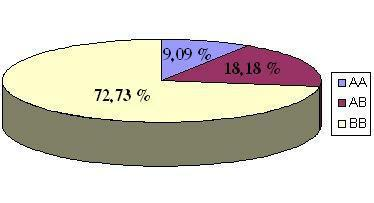 9,09 %
18,18 %
72,73 %
AA
AB
BB